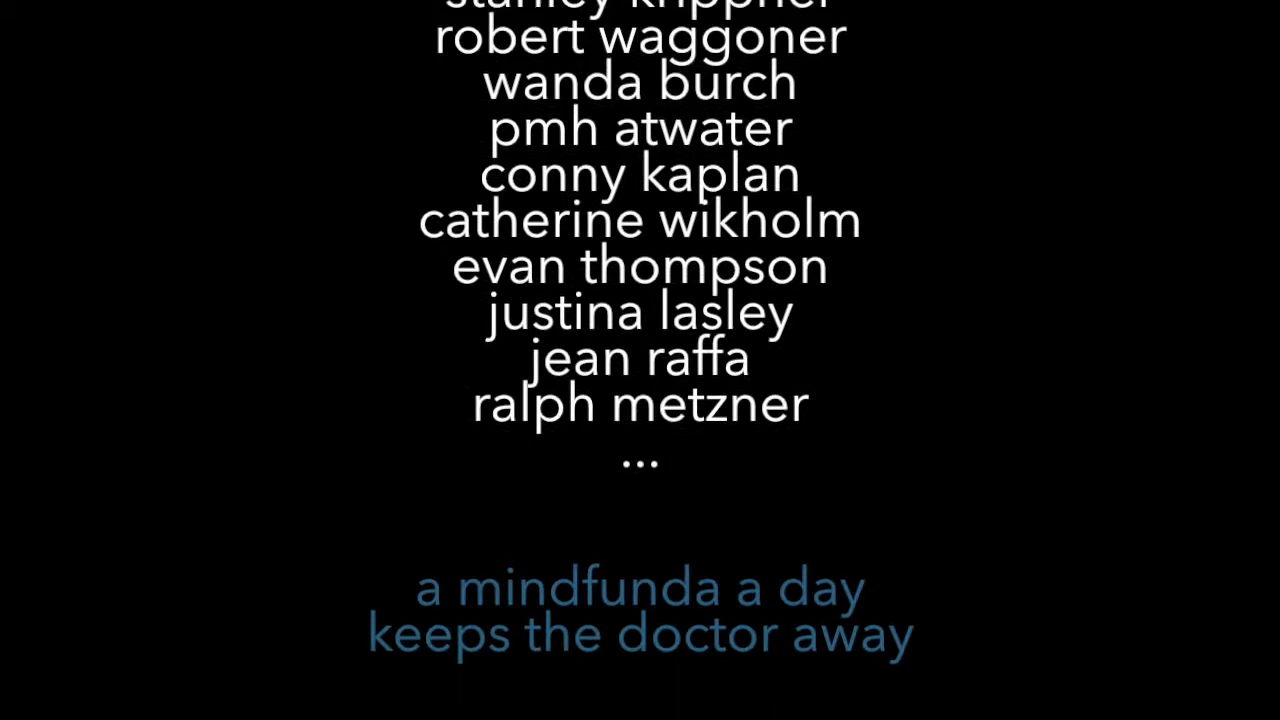 stanley krippner
robert waggoner
wanda burch
pmh atwater
conny kaplan
catherine wikholm
evan thompson
justina lasley
jean raffa
ralph metzner
...
a mindfunda a day
keeps the doctor away